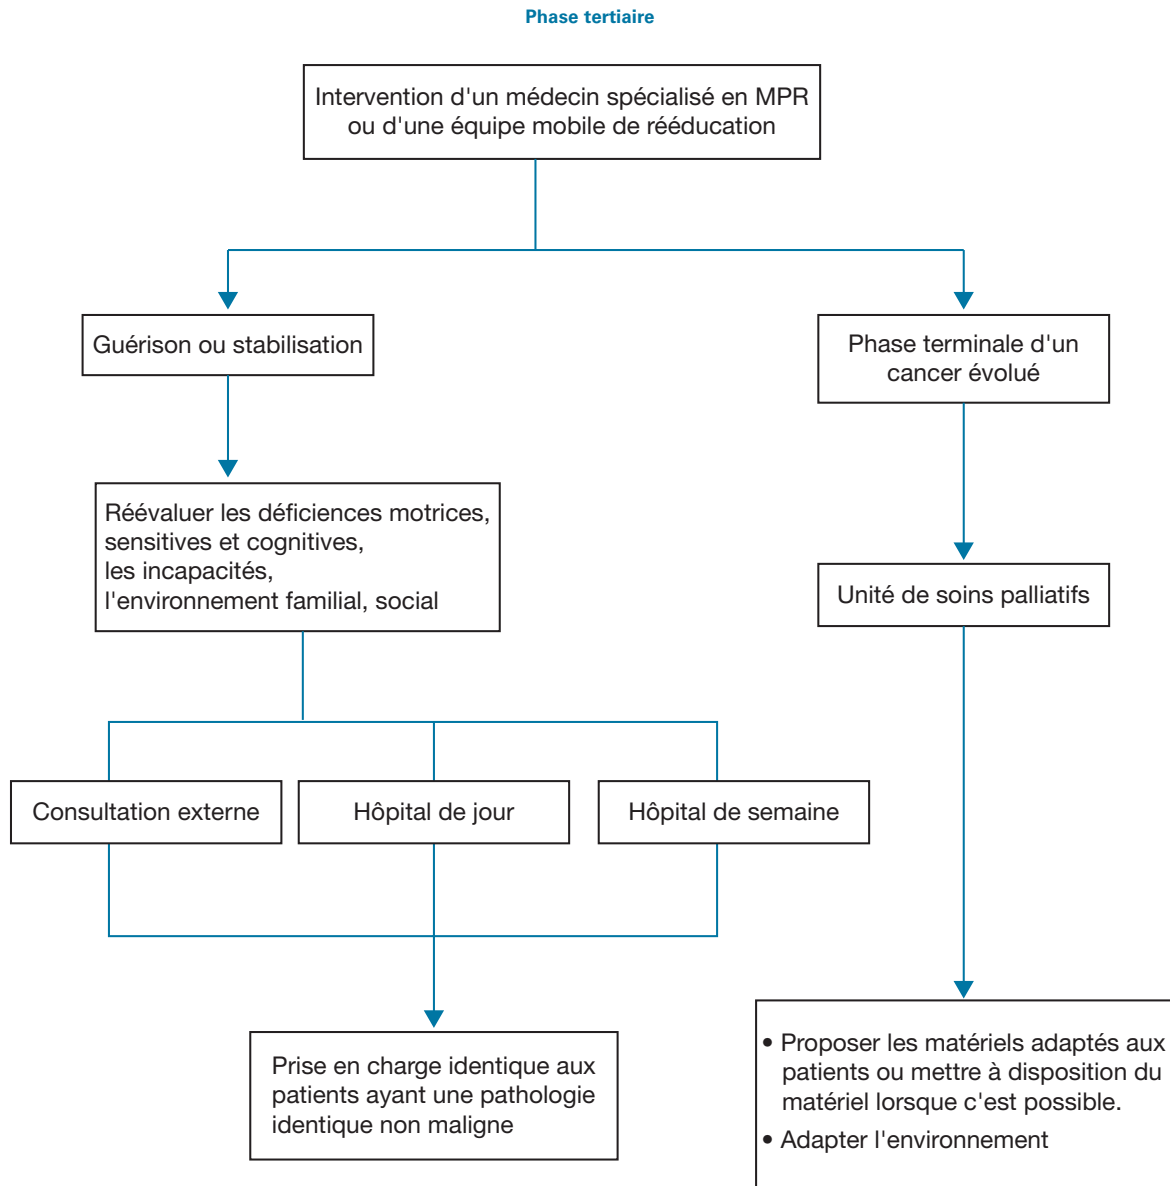 Phase tertiaire
Intervention d'un médecin spécialisé en MPR
ou d'une équipe mobile de rééducation
Guérison ou stabilisation
Phase terminale d'un
cancer évolué
Réévaluer les déficiences motrices,
sensitives et cognitives,
les incapacités,
l'environnement familial, social
Unité de soins palliatifs
Consultation externe
Hôpital de jour
Hôpital de semaine
Prise en charge identique aux
patients ayant une pathologie
identique non maligne
• Proposer les matériels adaptés aux
patients ou mettre à disposition du
matériel lorsque c'est possible.
• Adapter l'environnement